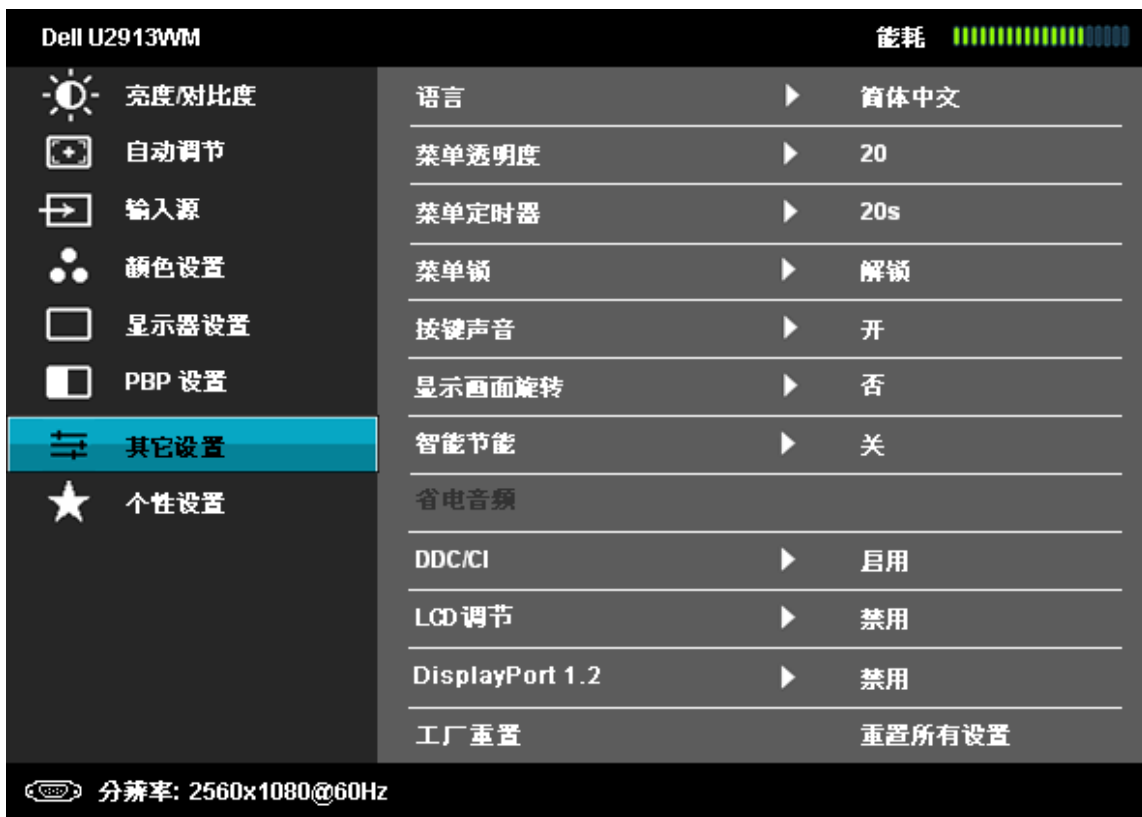 Dell U2913WM 能耗
亮度/对比度
自动调节
输入源
颜色设置
显示器设置
PBP 设置
其它设置
个性设置
语言 简体中文
菜单透明度 20
菜单定时器 20s
菜单锁 解锁
按键声音 开
显示画面旋转 否
智能节能 关
省电音频
DDC/CI 启用
LCD调节 禁用
DisplayPort 1.2 禁用
工厂重置 重置所有设置
分辨率: 2560x1080@60Hz